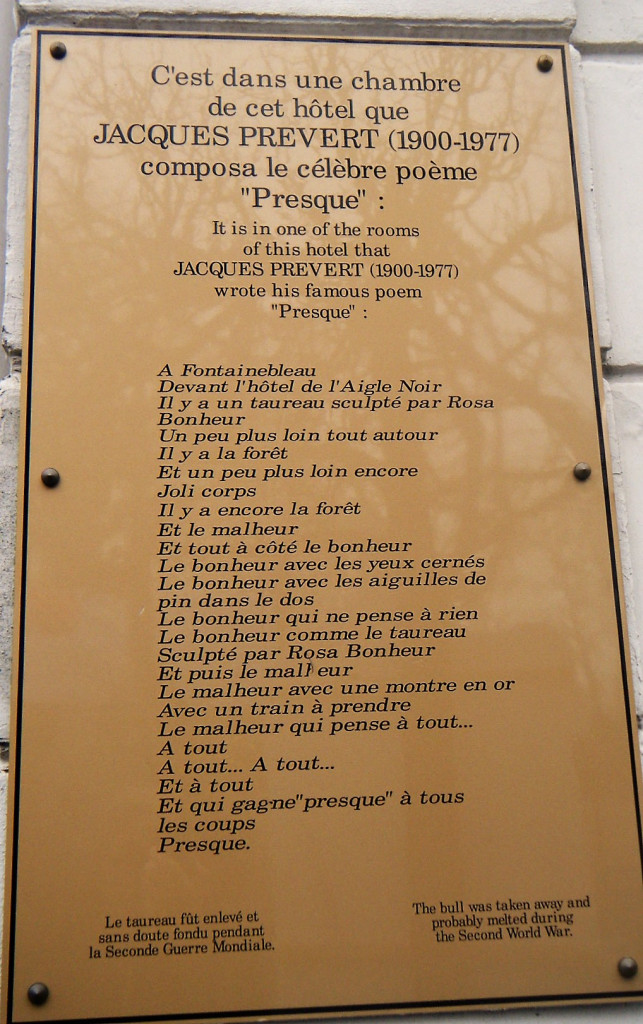 C'est dans une chambre
de cet hôtel que
JACQUES PREVERT (1900-1977)
composa le célèbre poème
"Presque" :
It is in one of the rooms
of this hotel that
JACQUES PREVERT (1900-1977)
wrote his famous poem
"Presque" :
A Fontainebleau
Devant l'hôtel de l'Aigle Noir
Il y a un taureau sculpté par Rosa
Bonheur
Un peu plus loin tout autour
Il y a la forêt
Et un peu plus loin encore
Joli corps
Il y a encore la forêt
Et le malheur
Et tout à côté le bonheur
Le bonheur avec les yeux cernés
Le bonheur avec les aiguilles de
pin dans le dos
Le bonheur qui ne pense à rien
Le bonheur comme le taureau
Sculpté par Rosa Bonheur
Et puis le malheur
Le malheur avec une montre en or
Avec un train à prendre
Le malheur qui pense à tout...
A tout
A tout... A tout...
Et à tout
Et qui gagne"presque" à tous
les coups
Presque.
Le taureau fût enlevé et
sans doute fondu pendant
la Seconde Guerre Mondiale.
The bull was taken away and
probably melted during
the Second World War.